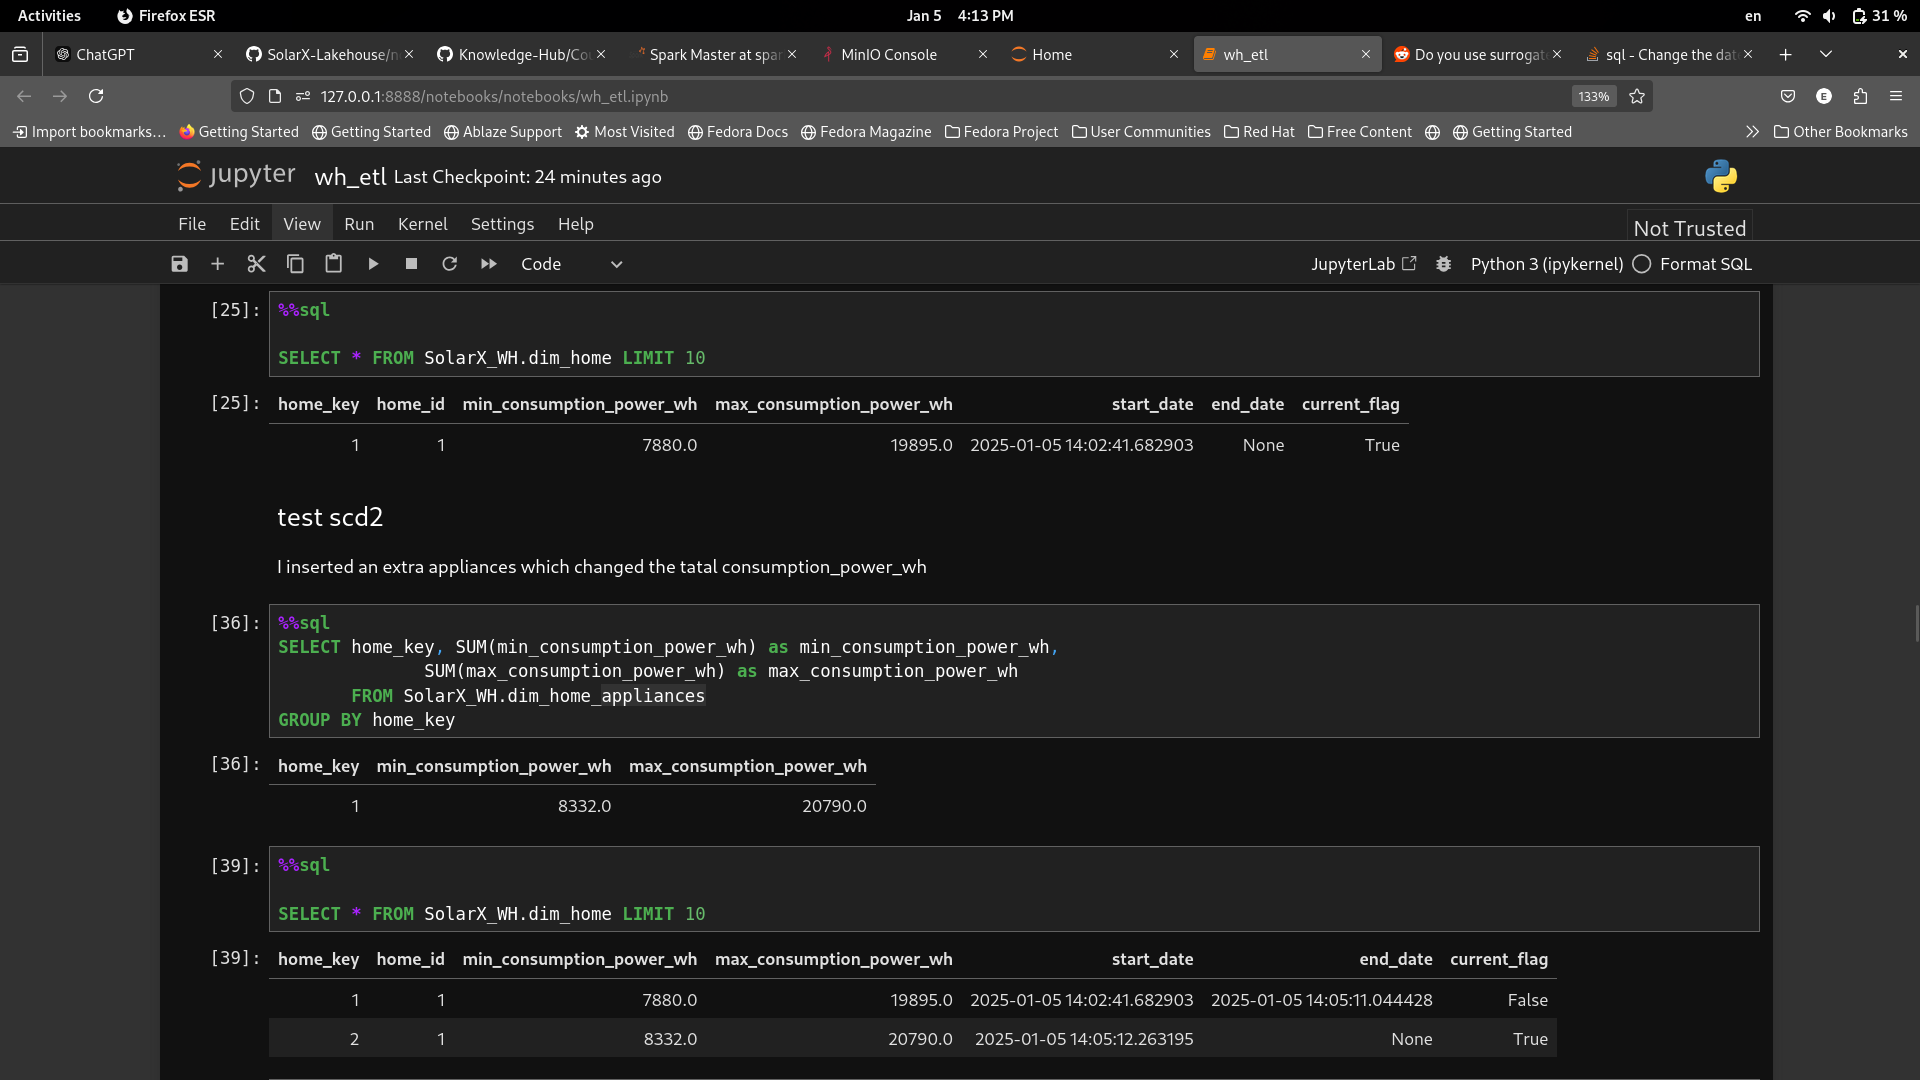 Activities Firefox ESR Jan 5 4:13 PM en 31 %
ChatGPT SolarX-Lakehouse/n Knowledge-Hub/Co Spark Master at spar MinIO Console Home wh_etl Do you use surrogat sql - Change the dat
127.0.0.1:8888/notebooks/notebooks/wh_etl.ipynb 133% E
Import bookmarks... Getting Started Getting Started Ablaze Support Most Visited Fedora Docs Fedora Magazine Fedora Project User Communities Red Hat Free Content Getting Started Other Bookmarks
jupyter wh_etl Last Checkpoint: 24 minutes ago
File Edit View Run Kernel Settings Help Not Trusted
Code JupyterLab Python 3 (ipykernel) Format SQL
[25]: %%sql
SELECT * FROM SolarX_WH.dim_home LIMIT 10
[25]: home_key home_id min_consumption_power_wh max_consumption_power_wh start_date end_date current_flag
1 1 7880.0 19895.0 2025-01-05 14:02:41.682903 None True
test scd2
I inserted an extra appliances which changed the tatal consumption_power_wh
[36]: %%sql
SELECT home_key, SUM(min_consumption_power_wh) as min_consumption_power_wh,
SUM(max_consumption_power_wh) as max_consumption_power_wh
FROM SolarX_WH.dim_home_appliances
GROUP BY home_key
[36]: home_key min_consumption_power_wh max_consumption_power_wh
1 8332.0 20790.0
[39]: %%sql
SELECT * FROM SolarX_WH.dim_home LIMIT 10
[39]: home_key home_id min_consumption_power_wh max_consumption_power_wh start_date end_date current_flag
1 1 7880.0 19895.0 2025-01-05 14:02:41.682903 2025-01-05 14:05:11.044428 False
2 1 8332.0 20790.0 2025-01-05 14:05:12.263195 None True